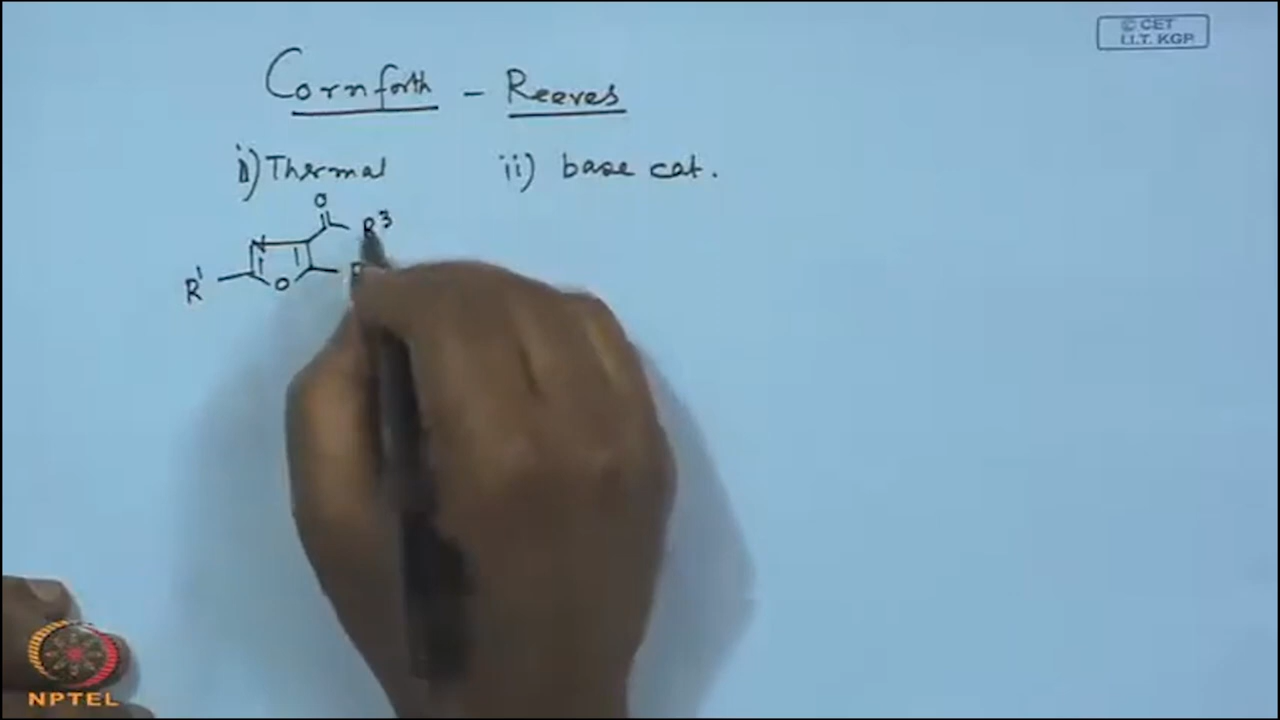 © CET
I.I.T. KGP
Cornforth - Reeves
i) Thermal ii) base cat.
O
R³
N
R¹
O
NPTEL